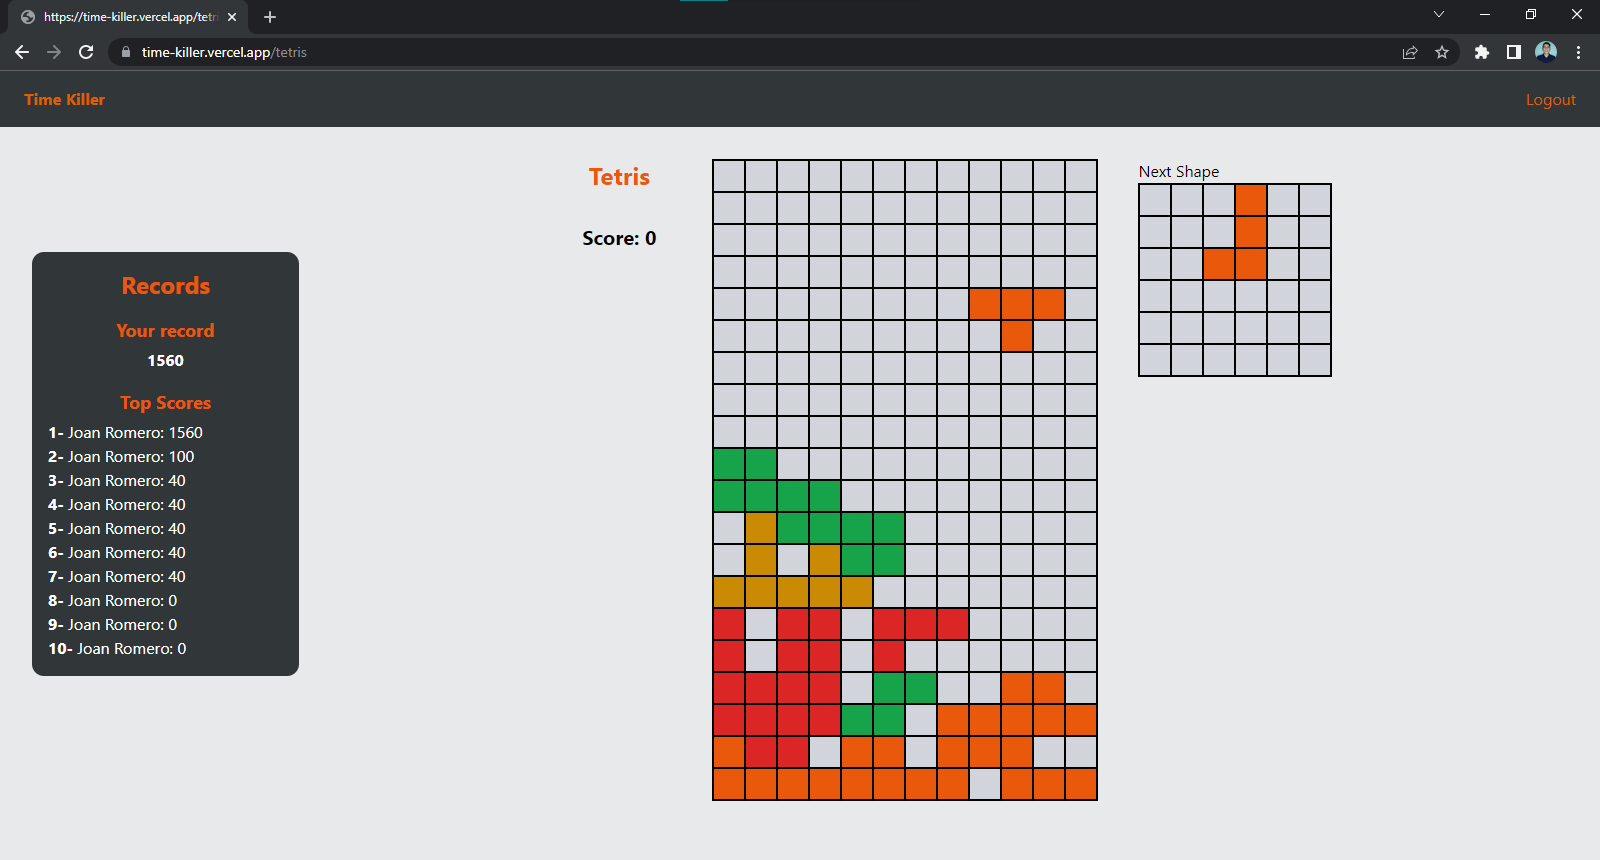 https://time-killer.vercel.app/tetri
time-killer.vercel.app/tetris
Time Killer
Logout
Tetris
Score: 0
Next Shape
Records
Your record
1560
Top Scores
1- Joan Romero: 1560
2- Joan Romero: 100
3- Joan Romero: 40
4- Joan Romero: 40
5- Joan Romero: 40
6- Joan Romero: 40
7- Joan Romero: 40
8- Joan Romero: 0
9- Joan Romero: 0
10- Joan Romero: 0